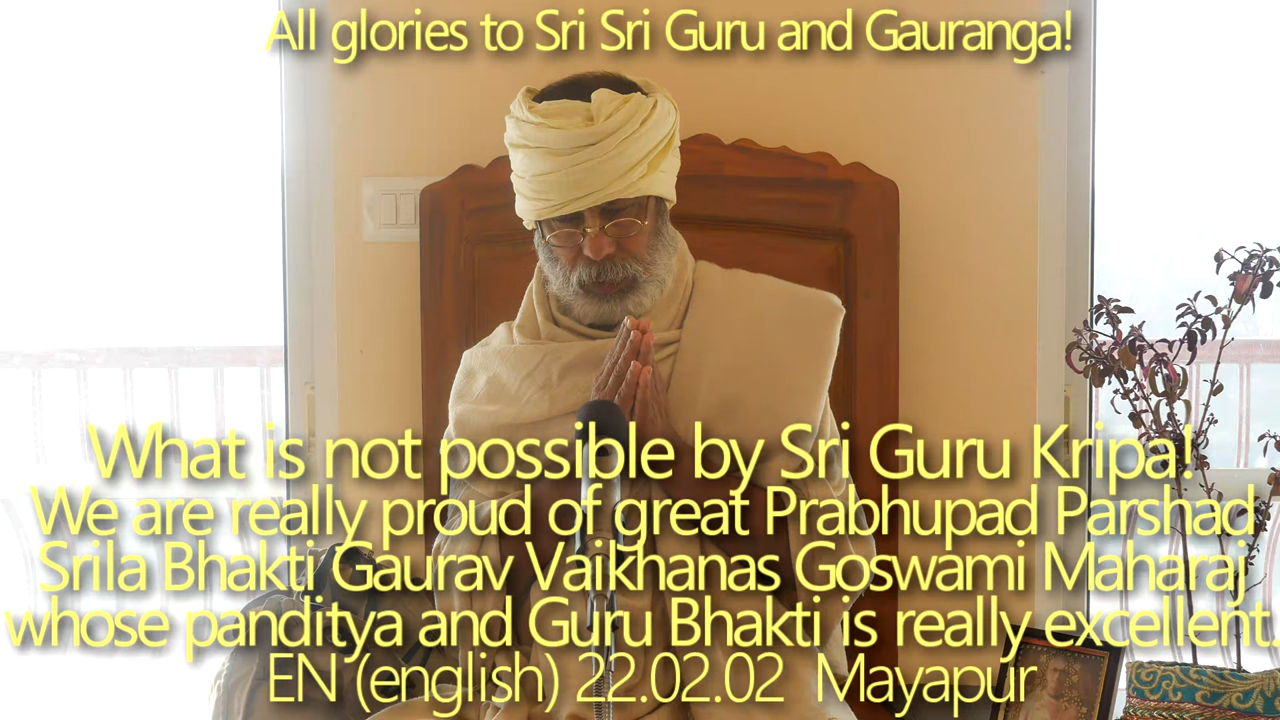 All glories to Sri Sri Guru and Gauranga!
What is not possible by Sri Guru Kripa!
We are really proud of great Prabhupad Parshad
Srila Bhakti Gaurav Vaikhanas Goswami Maharaj
whose panditya and Guru Bhakti is really excellent.
EN (english) 22.02.02 Mayapur